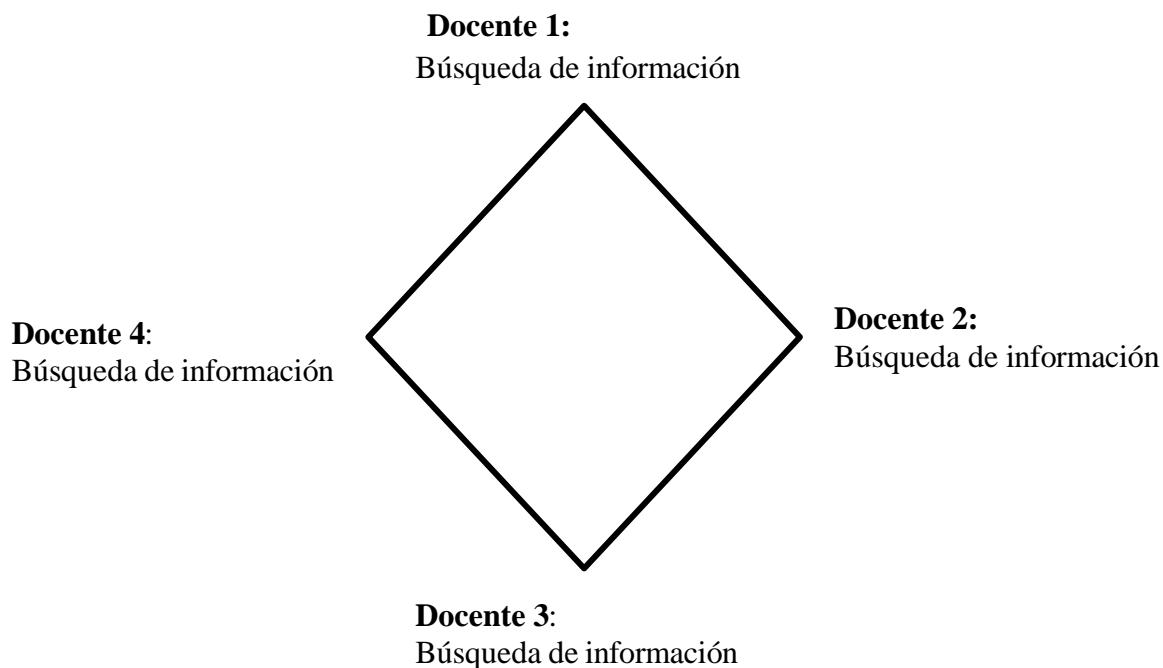 Docente 1:
Búsqueda de información
Docente 4:
Búsqueda de información
Docente 2:
Búsqueda de información
Docente 3:
Búsqueda de información